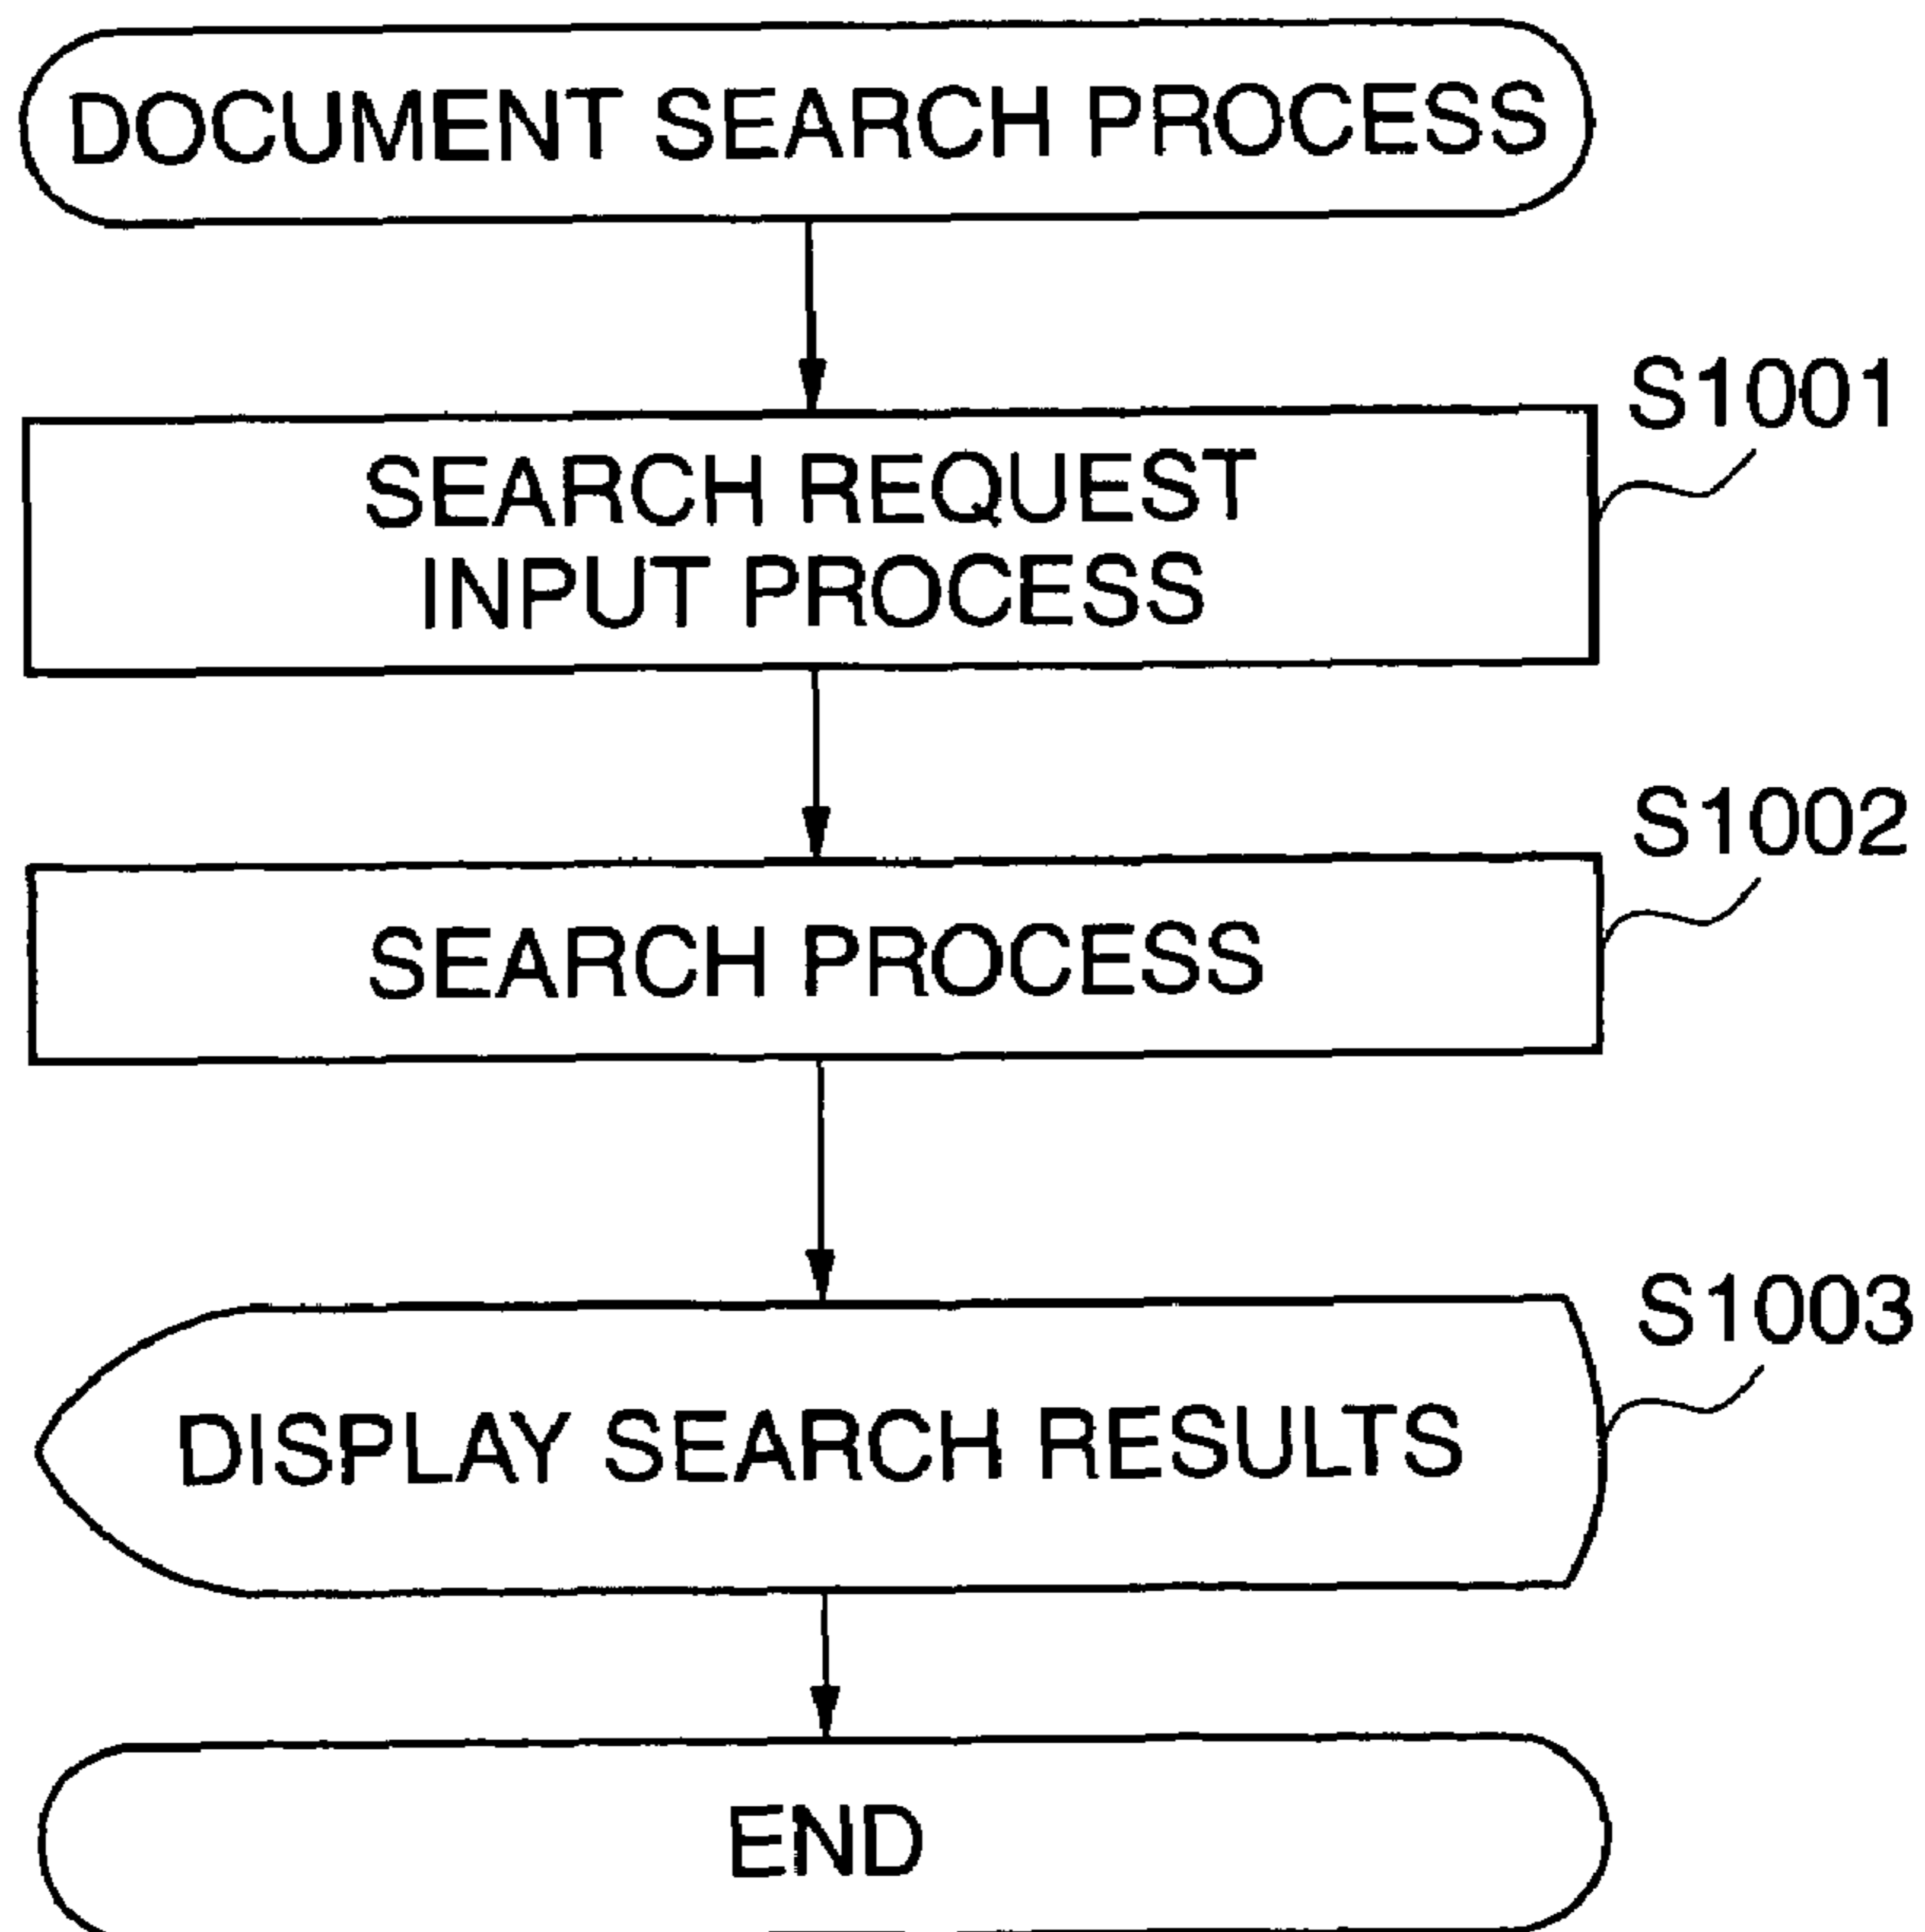 DOCUMENT SEARCH PROCESS
S1001
SEARCH REQUEST
INPUT PROCESS
S1002
SEARCH PROCESS
S1003
DISPLAY SEARCH RESULTS
END